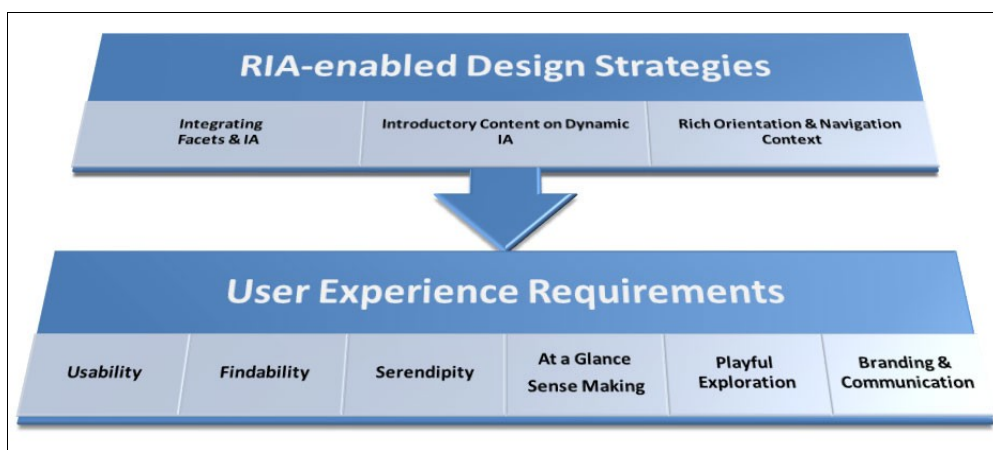 RIA-enabled Design Strategies
Integrating
Facets & IA
Introductory Content on Dynamic
IA
Rich Orientation & Navigation
Context
User Experience Requirements
Usability
Findability
Serendipity
At a Glance
Sense Making
Playful
Exploration
Branding &
Communication